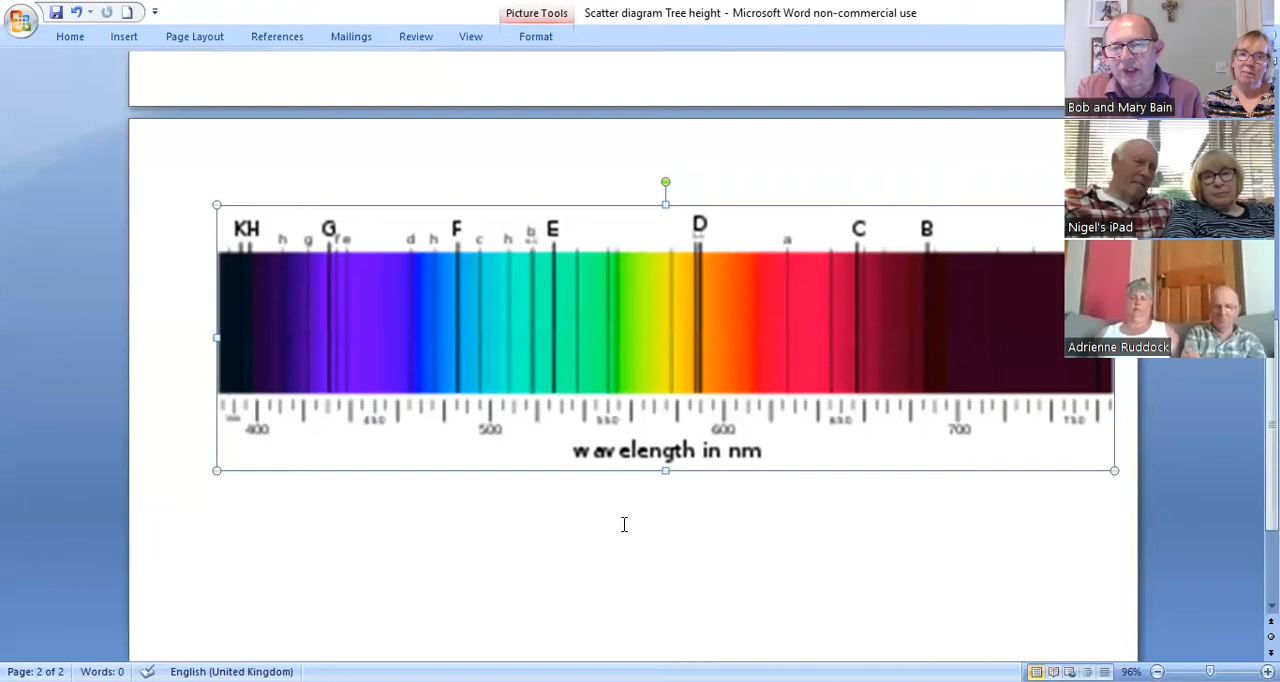 Picture Tools
Scatter diagram Tree height - Microsoft Word non-commercial use
Home Insert Page Layout References Mailings Review View Format
Bob and Mary Bain
Nigel's iPad
Adrienne Ruddock
KH G F E D C B
h g f e d h c h b a
400 500 600 700
wavelength in nm
Page: 2 of 2 Words: 0 English (United Kingdom) 96%